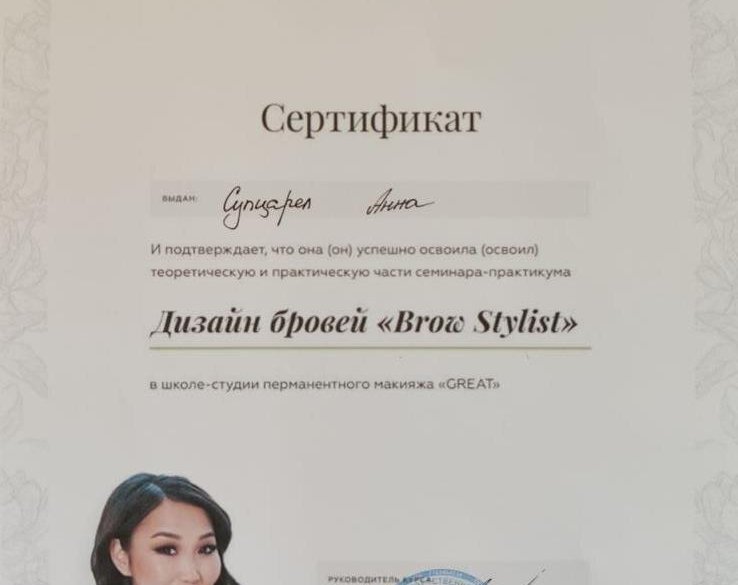 Сертификат
ВЫДАН: Супцарел Анна
И подтверждает, что она (он) успешно освоила (освоил)
теоретическую и практическую части семинара-практикума
Дизайн бровей «Brow Stylist»
в школе-студии перманентного макияжа «GREAT»
РУКОВОДИТЕЛЬ КУРСА: